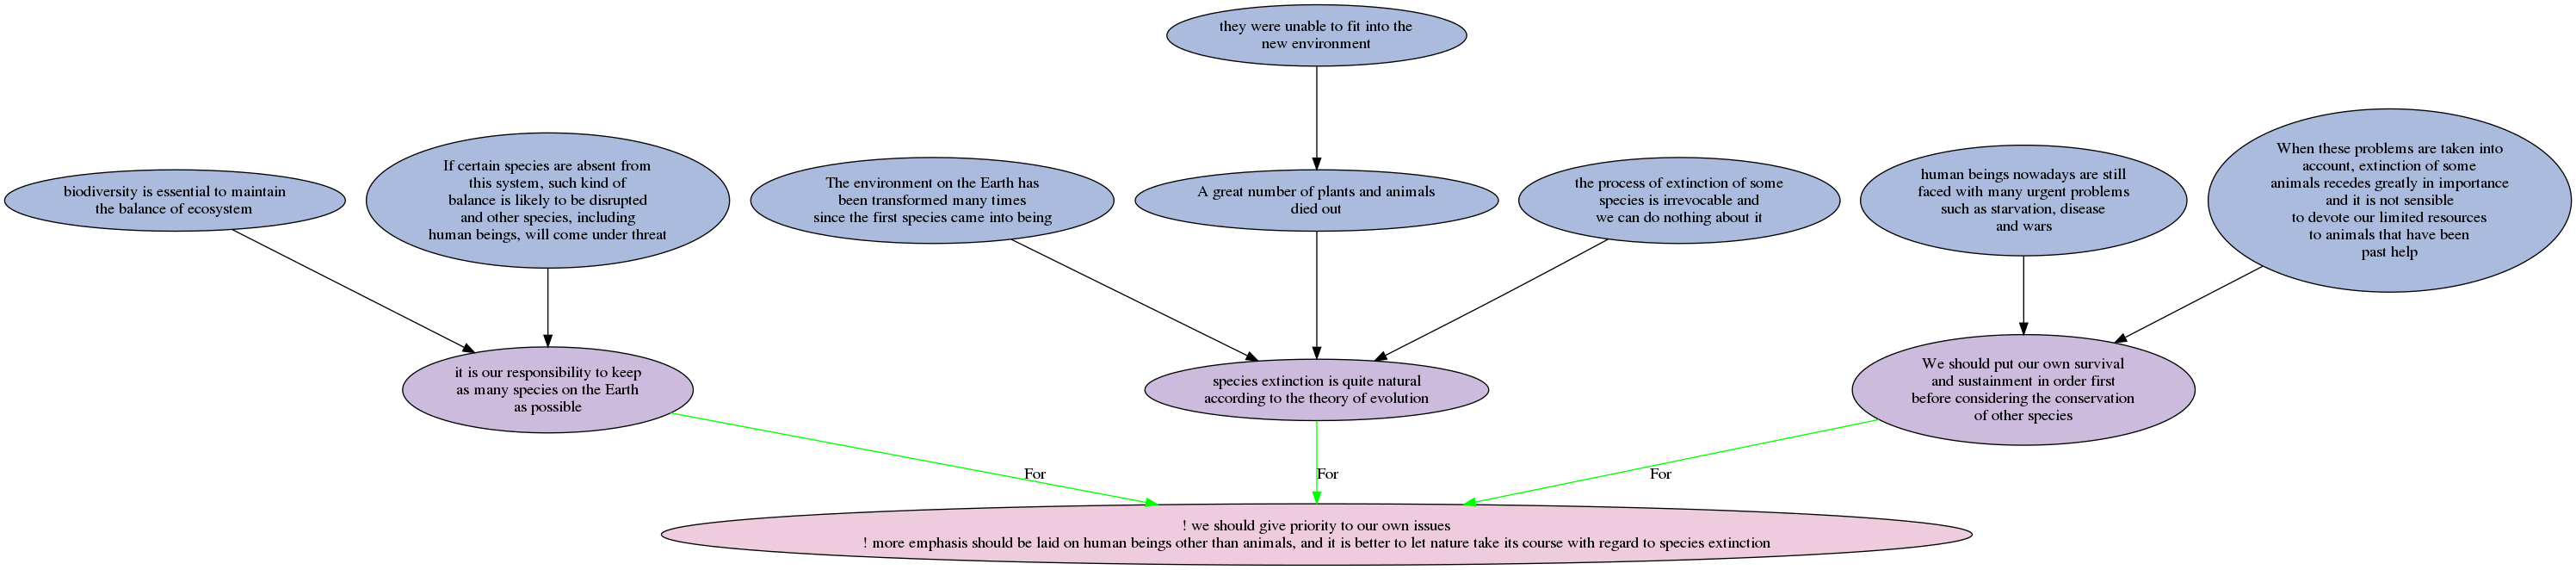 they were unable to fit into the
new environment
biodiversity is essential to maintain
the balance of ecosystem
If certain species are absent from
this system, such kind of
balance is likely to be disrupted
and other species, including
human beings, will come under threat
The environment on the Earth has
been transformed many times
since the first species came into being
A great number of plants and animals
died out
the process of extinction of some
species is irrevocable and
we can do nothing about it
human beings nowadays are still
faced with many urgent problems
such as starvation, disease
and wars
When these problems are taken into
account, extinction of some
animals recedes greatly in importance
and it is not sensible
to devote our limited resources
to animals that have been
past help
it is our responsibility to keep
as many species on the Earth
as possible
species extinction is quite natural
according to the theory of evolution
We should put our own survival
and sustainment in order first
before considering the conservation
of other species
For
For
For
! we should give priority to our own issues
! more emphasis should be laid on human beings other than animals, and it is better to let nature take its course with regard to species extinction